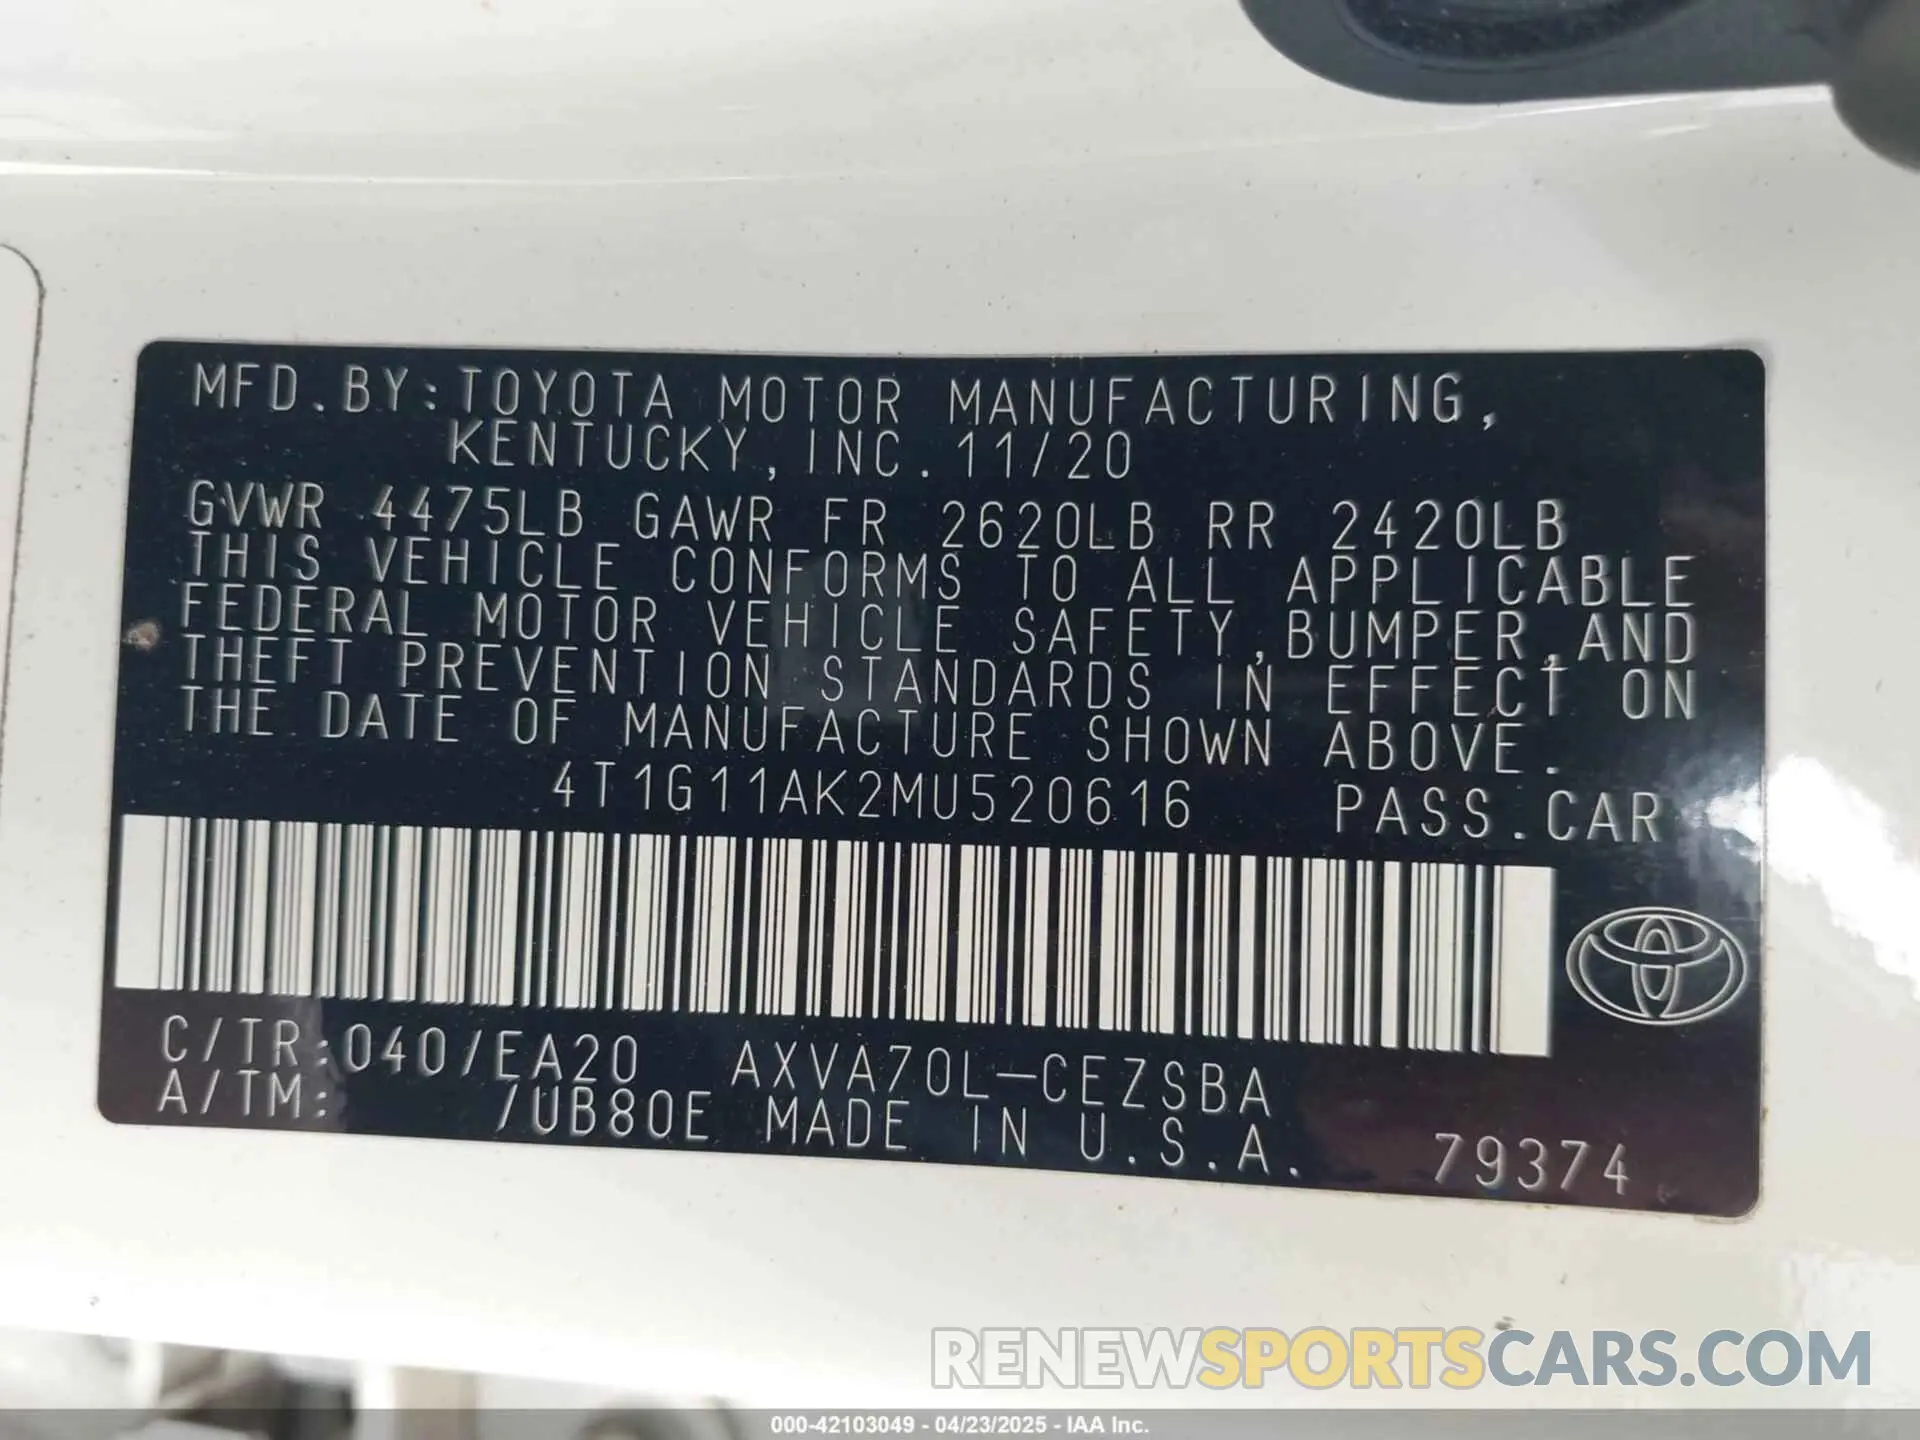 MFD.BY:TOYOTA MOTOR MANUFACTURING,
KENTUCKY,INC.11/20
GVWR 4475LB GAWR FR 2620LB RR 2420LB
THIS VEHICLE CONFORMS TO ALL APPLICABLE
FEDERAL MOTOR VEHICLE SAFETY,BUMPER,AND
THEFT PREVENTION STANDARDS IN EFFECT ON
THE DATE OF MANUFACTURE SHOWN ABOVE.
4T1G11AK2MU520616 PASS.CAR
C/TR:040/EA20 AXVA70L-CEZSBA
A/TM: /UB80E MADE IN U.S.A. 79374
RENEWSPORTSCARS.COM
000-42103049 - 04/23/2025 - IAA Inc.